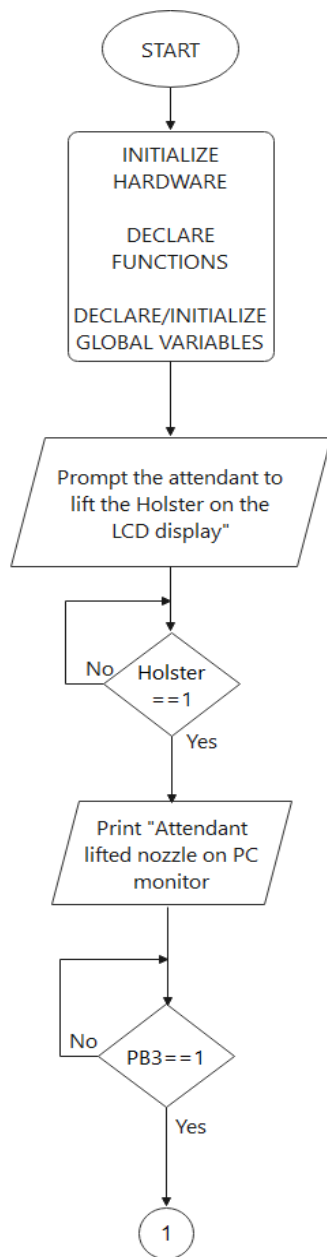 START
INITIALIZE
HARDWARE
DECLARE
FUNCTIONS
DECLARE/INITIALIZE
GLOBAL VARIABLES
Prompt the attendant to
lift the Holster on the
LCD display"
No
Holster
==1
Yes
Print "Attendant
lifted nozzle on PC
monitor
No
PB3==1
Yes
1